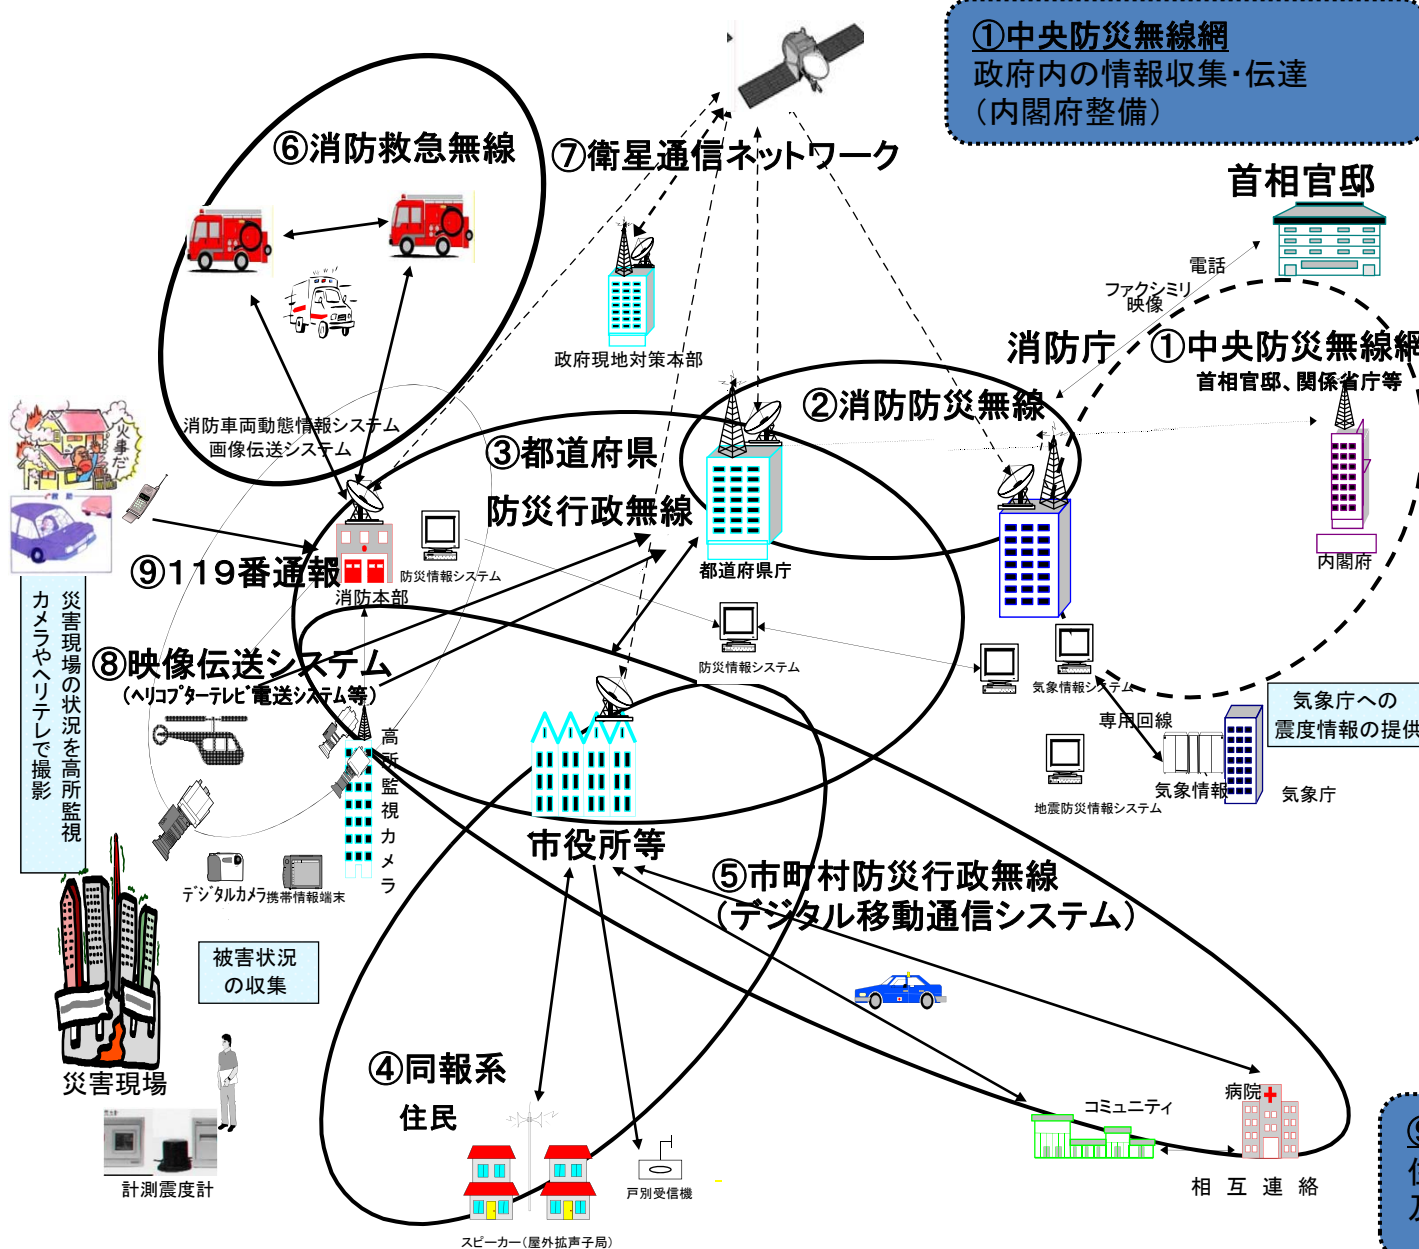 ①中央防災無線網
政府内の情報収集・伝達
(内閣府整備)
⑥消防救急無線
⑦衛星通信ネットワーク
首相官邸
電話
ファクシミリ
映像
政府現地対策本部
消防庁
①中央防災無線網
首相官邸、関係省庁等
②消防防災無線
消防車両動態情報システム
画像伝送システム
③都道府県
防災行政無線
火事だ
⑨119番通報
消防本部
防災情報システム
都道府県庁
内閣府
災害現場の状況を高所監視
カメラやヘリテレで撮影
⑧映像伝送システム
(ヘリコプターテレビ電送システム等)
防災情報システム
気象情報システム
専用回線
気象庁への
震度情報の提供
地震防災情報システム
気象情報
気象庁
高所監視カメラ
市役所等
デジタルカメラ
携帯情報端末
⑤市町村防災行政無線
(デジタル移動通信システム)
被害状況
の収集
災害現場
④同報系
住民
コミュニティ
病院
計測震度計
戸別受信機
相互連絡
スピーカー(屋外拡声子局)